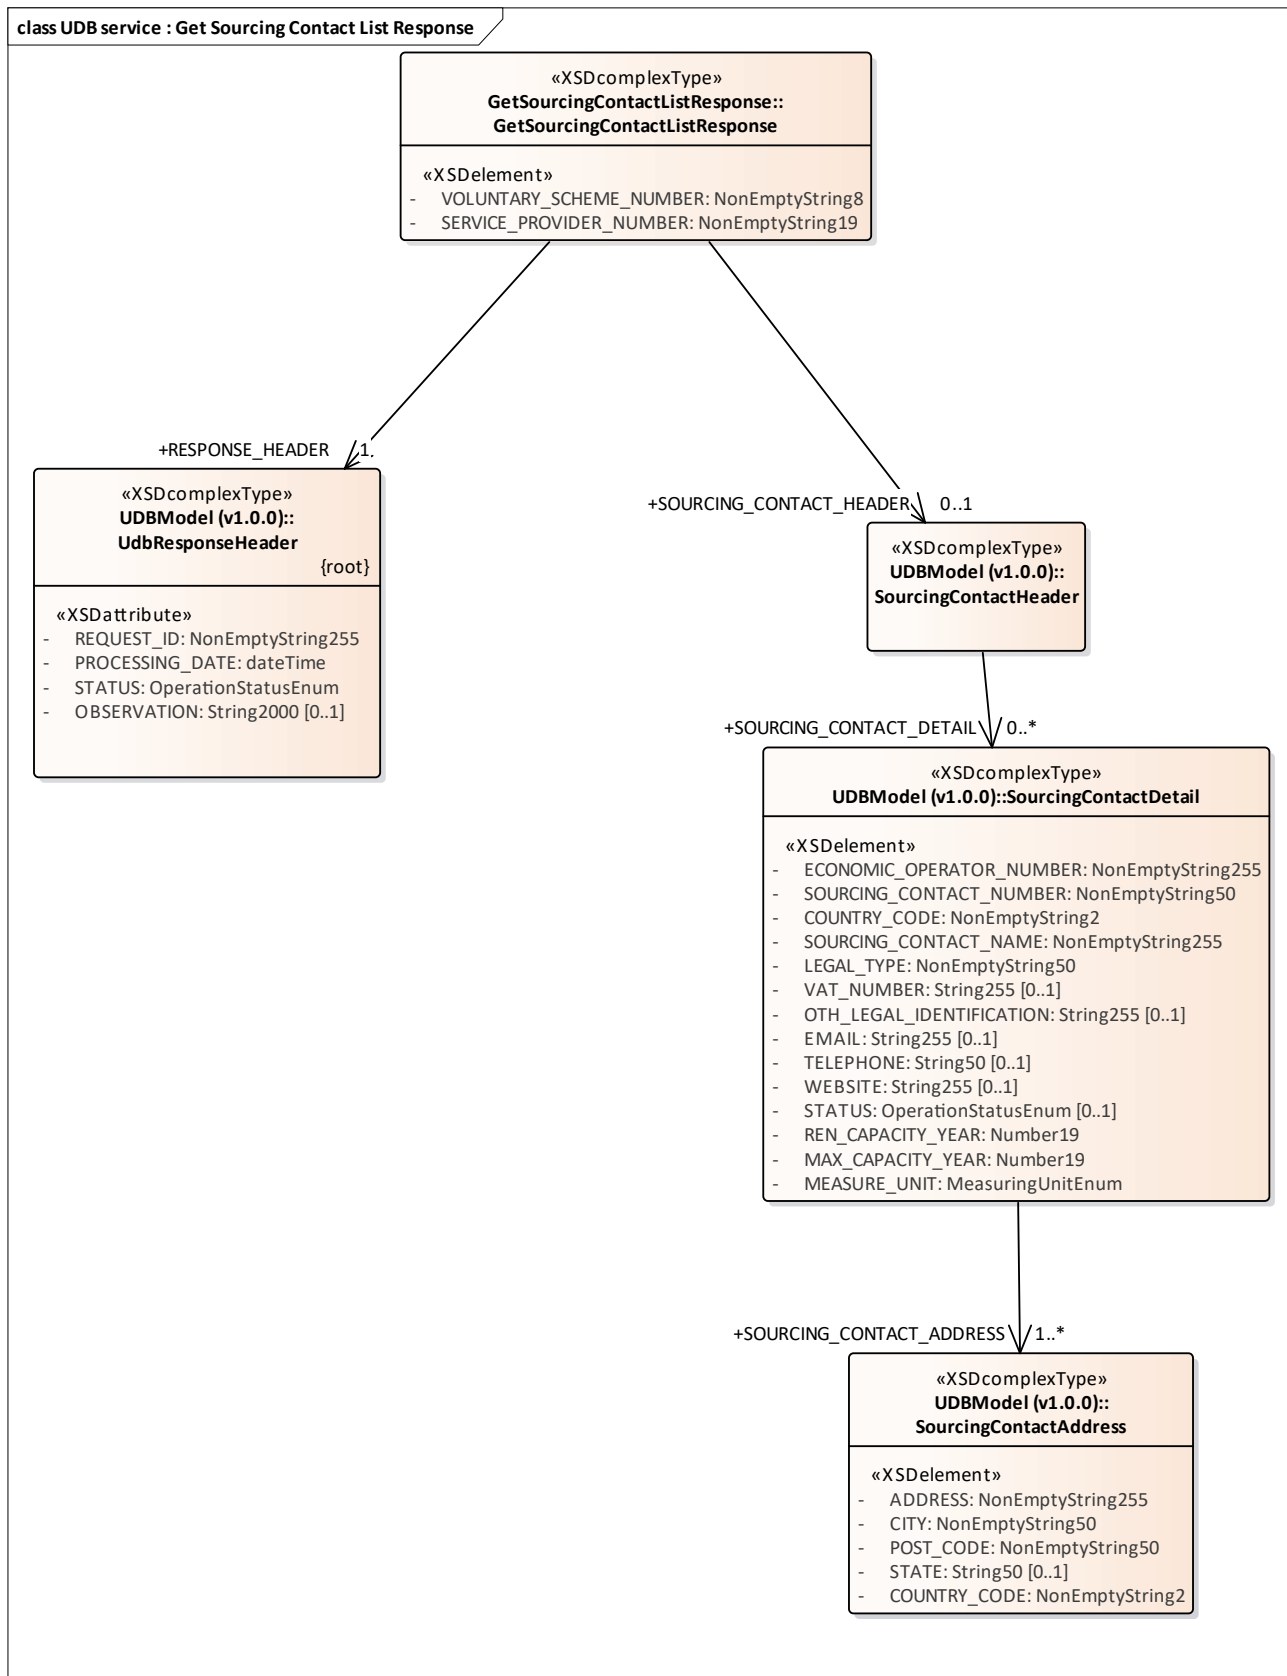 class UDB service : Get Sourcing Contact List Response
«XSDcomplexType»
GetSourcingContactListResponse::
GetSourcingContactListResponse
«XSDelement»
- VOLUNTARY_SCHEME_NUMBER: NonEmptyString8
- SERVICE_PROVIDER_NUMBER: NonEmptyString19
+RESPONSE_HEADER 1.
«XSDcomplexType»
UDBModel (v1.0.0)::
UdbResponseHeader
{root}
«XSDattribute»
- REQUEST_ID: NonEmptyString255
- PROCESSING_DATE: dateTime
- STATUS: OperationStatusEnum
- OBSERVATION: String2000 [0..1]
+SOURCING_CONTACT_HEADER 0..1
«XSDcomplexType»
UDBModel (v1.0.0)::
SourcingContactHeader
+SOURCING_CONTACT_DETAIL 0..*
«XSDcomplexType»
UDBModel (v1.0.0)::SourcingContactDetail
«XSDelement»
- ECONOMIC_OPERATOR_NUMBER: NonEmptyString255
- SOURCING_CONTACT_NUMBER: NonEmptyString50
- COUNTRY_CODE: NonEmptyString2
- SOURCING_CONTACT_NAME: NonEmptyString255
- LEGAL_TYPE: NonEmptyString50
- VAT_NUMBER: String255 [0..1]
- OTH_LEGAL_IDENTIFICATION: String255 [0..1]
- EMAIL: String255 [0..1]
- TELEPHONE: String50 [0..1]
- WEBSITE: String255 [0..1]
- STATUS: OperationStatusEnum [0..1]
- REN_CAPACITY_YEAR: Number19
- MAX_CAPACITY_YEAR: Number19
- MEASURE_UNIT: MeasuringUnitEnum
+SOURCING_CONTACT_ADDRESS 1..*
«XSDcomplexType»
UDBModel (v1.0.0)::
SourcingContactAddress
«XSDelement»
- ADDRESS: NonEmptyString255
- CITY: NonEmptyString50
- POST_CODE: NonEmptyString50
- STATE: String50 [0..1]
- COUNTRY_CODE: NonEmptyString2